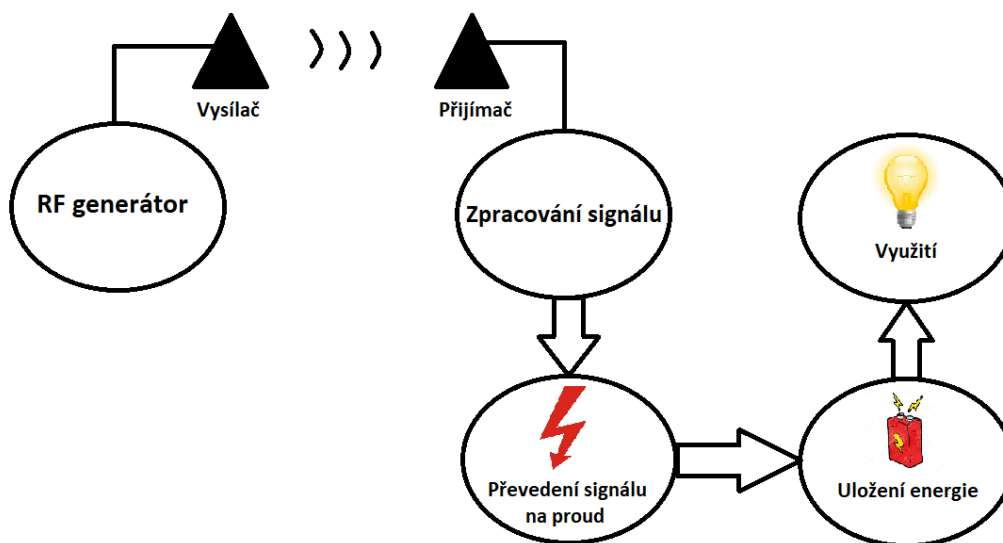 Vysílač
Přijímač
RF generátor
Zpracování signálu
Využití
Převedení signálu
na proud
Uložení energie